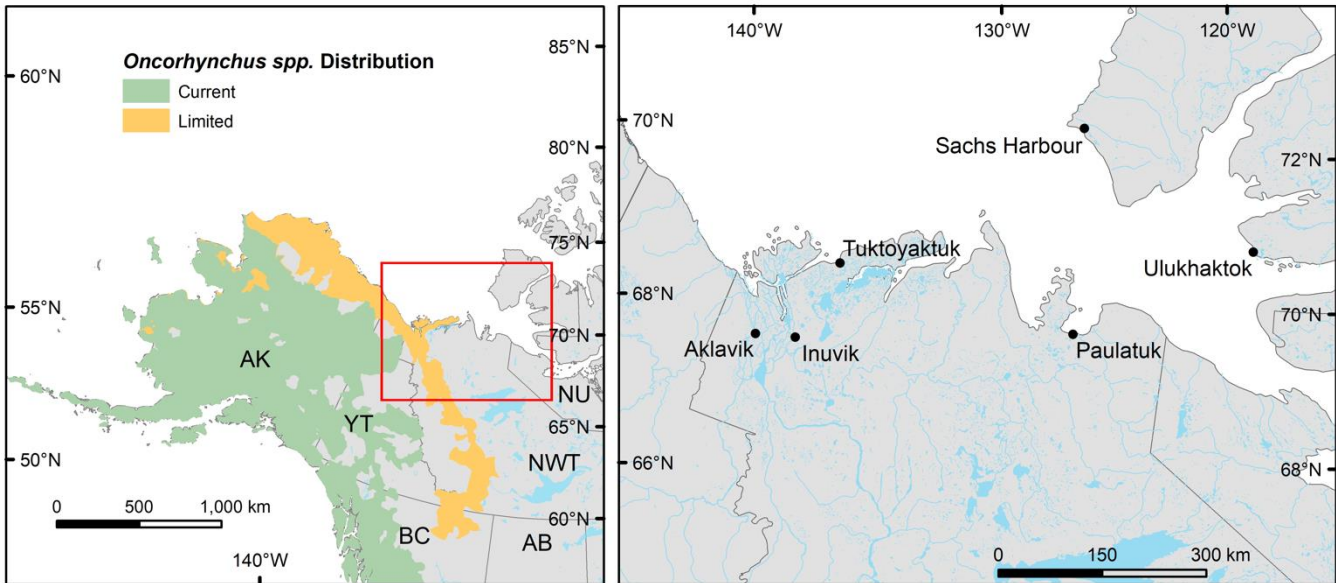 Oncorhynchus spp. Distribution
Current
Limited
60°N
55°N
50°N
85°N
80°N
75°N
70°N
65°N
60°N
AK
YT
NU
NWT
BC
AB
0 500 1,000 km
140°W
140°W
130°W
120°W
70°N
68°N
66°N
72°N
70°N
68°N
Sachs Harbour
Tuktoyaktuk
Ulukhaktok
Aklavik
Inuvik
Paulatuk
0 150 300 km